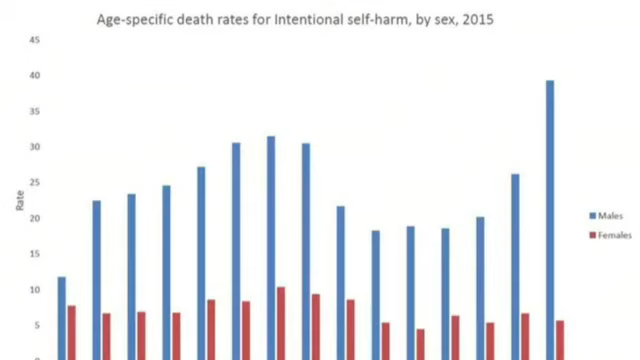 Age-specific death rates for Intentional self-harm, by sex, 2015
45
40
35
30
25
20
15
10
5
0
Rate
Males
Females